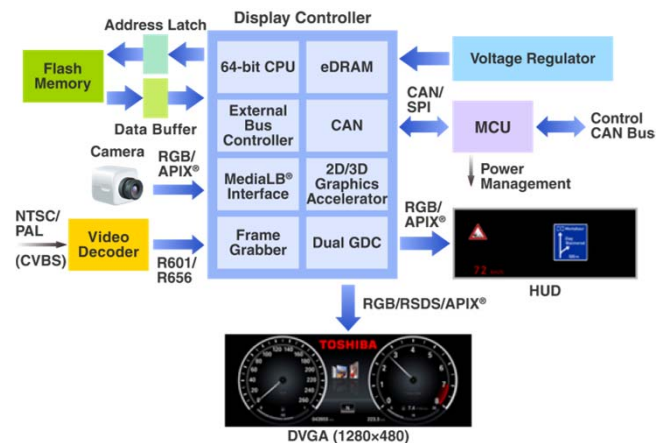 Display Controller
Address Latch
Flash
Memory
Data Buffer
64-bit CPU
eDRAM
External
Bus
Controller
CAN
MediaLB®
Interface
2D/3D
Graphics
Accelerator
Frame
Grabber
Dual GDC
Voltage Regulator
CAN/
SPI
MCU
Control
CAN Bus
Power
Management
Camera
RGB/
APIX®
NTSC/
PAL
(CVBS)
Video
Decoder
R601/
R656
RGB/
APIX®
72
HUD
RGB/RSDS/APIX®
TOSHIBA
DVGA (1280×480)